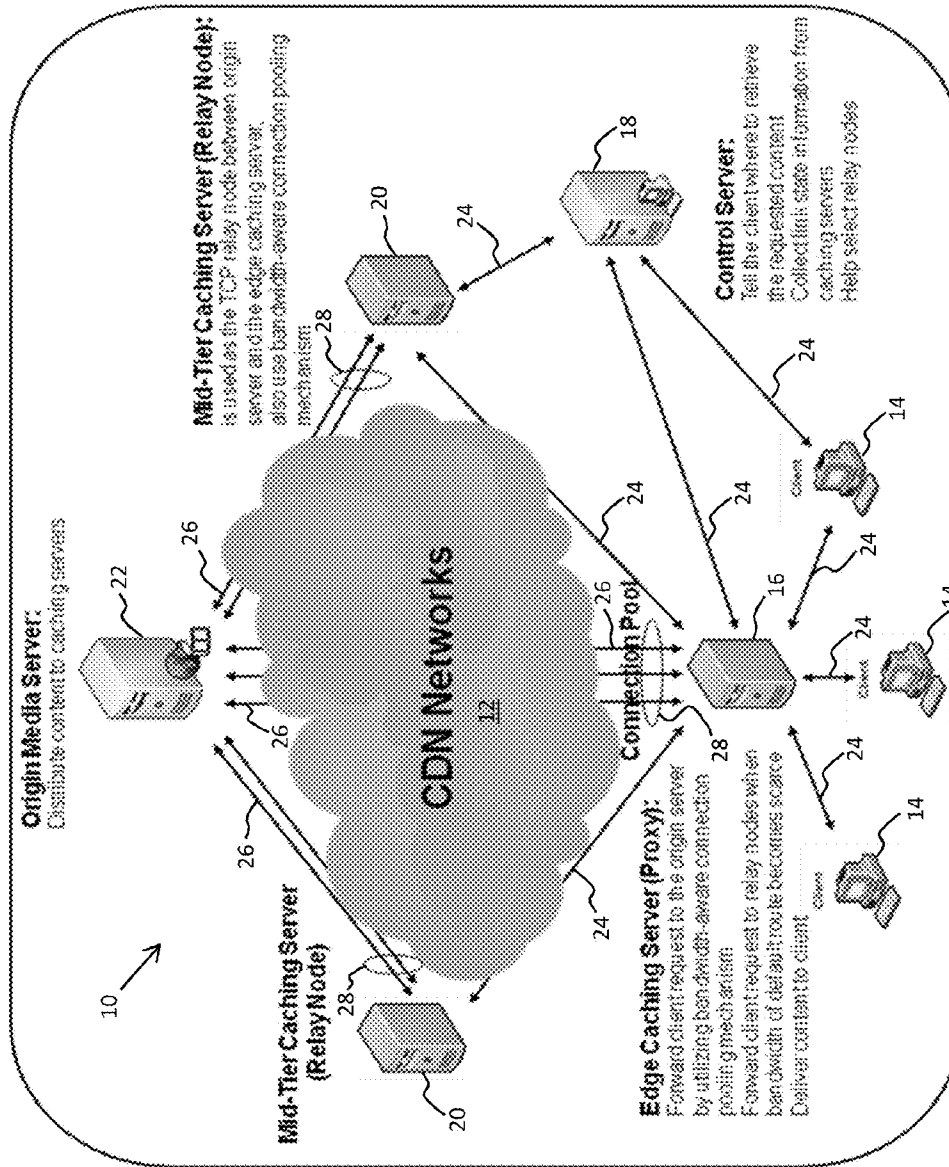 10
Origin Media Server:
Distribute content to caching servers
22
26
26
26
Mid-Tier Caching Server (Relay Node):
is used as the TCP relay node between origin
server and the edge caching server,
also use bandwidth-aware connection pooling
mechanism
28
20
24
18
Control Server:
Tell the client where to retrieve
the requested content
Collect link state information from
caching servers
Help select relay nodes
Mid-Tier Caching Server
(Relay Node)
28
20
CDN Networks
12
24
24
24
24
26
Connection Pool
28
16
Edge Caching Server (Proxy):
Forward client request to the origin server
by utilizing bandwidth-aware connection
pooling mechanism
Forward client request to relay nodes when
bandwidth of default route becomes scarce
Deliver content to client
24
24
24
Client
14
Client
14
Client
14